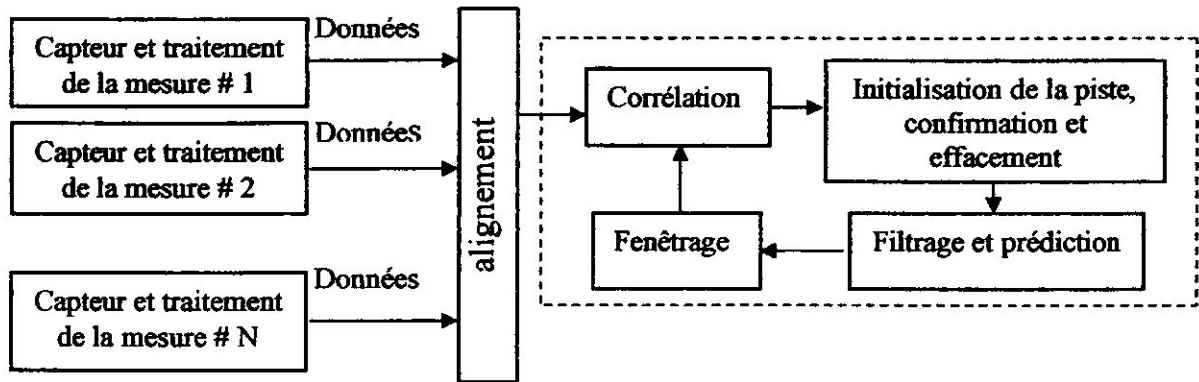 Données
Capteur et traitement
de la mesure # 1
Données
Capteur et traitement
de la mesure # 2
Données
Capteur et traitement
de la mesure # N
alignement
Corrélation
Initialisation de la piste,
confirmation et
effacement
Fenêtrage
Filtrage et prédiction